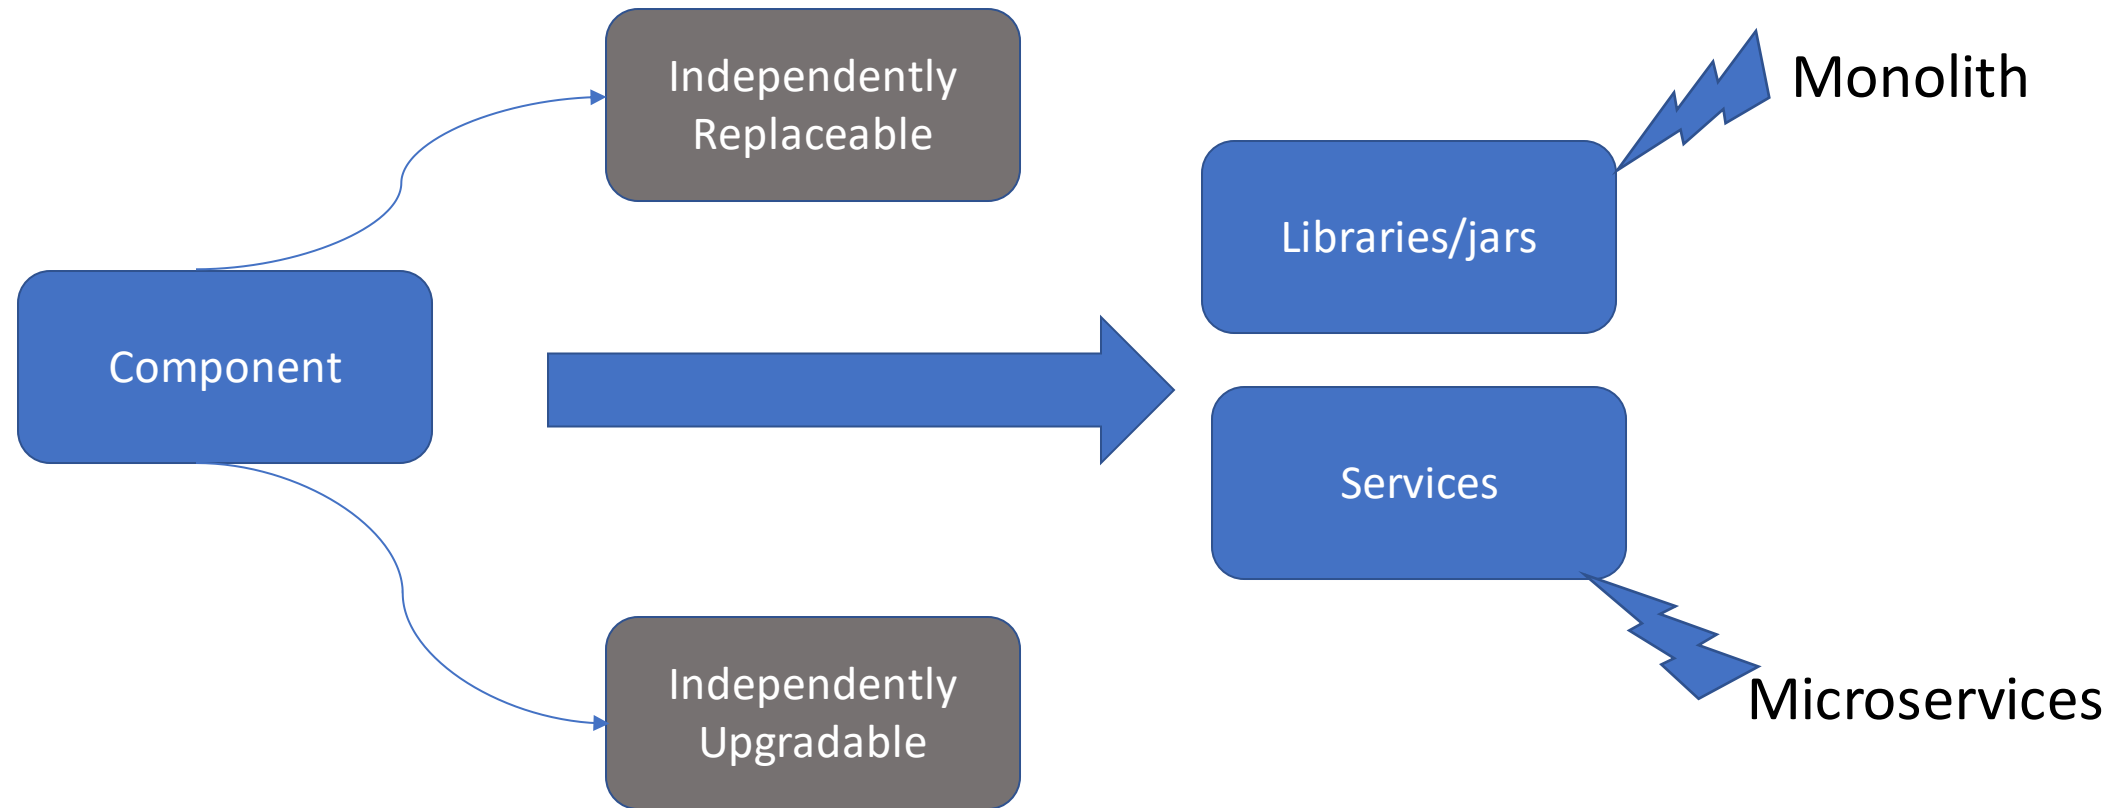 Independently
Replaceable
Monolith
Libraries/jars
Component
Services
Independently
Upgradable
Microservices